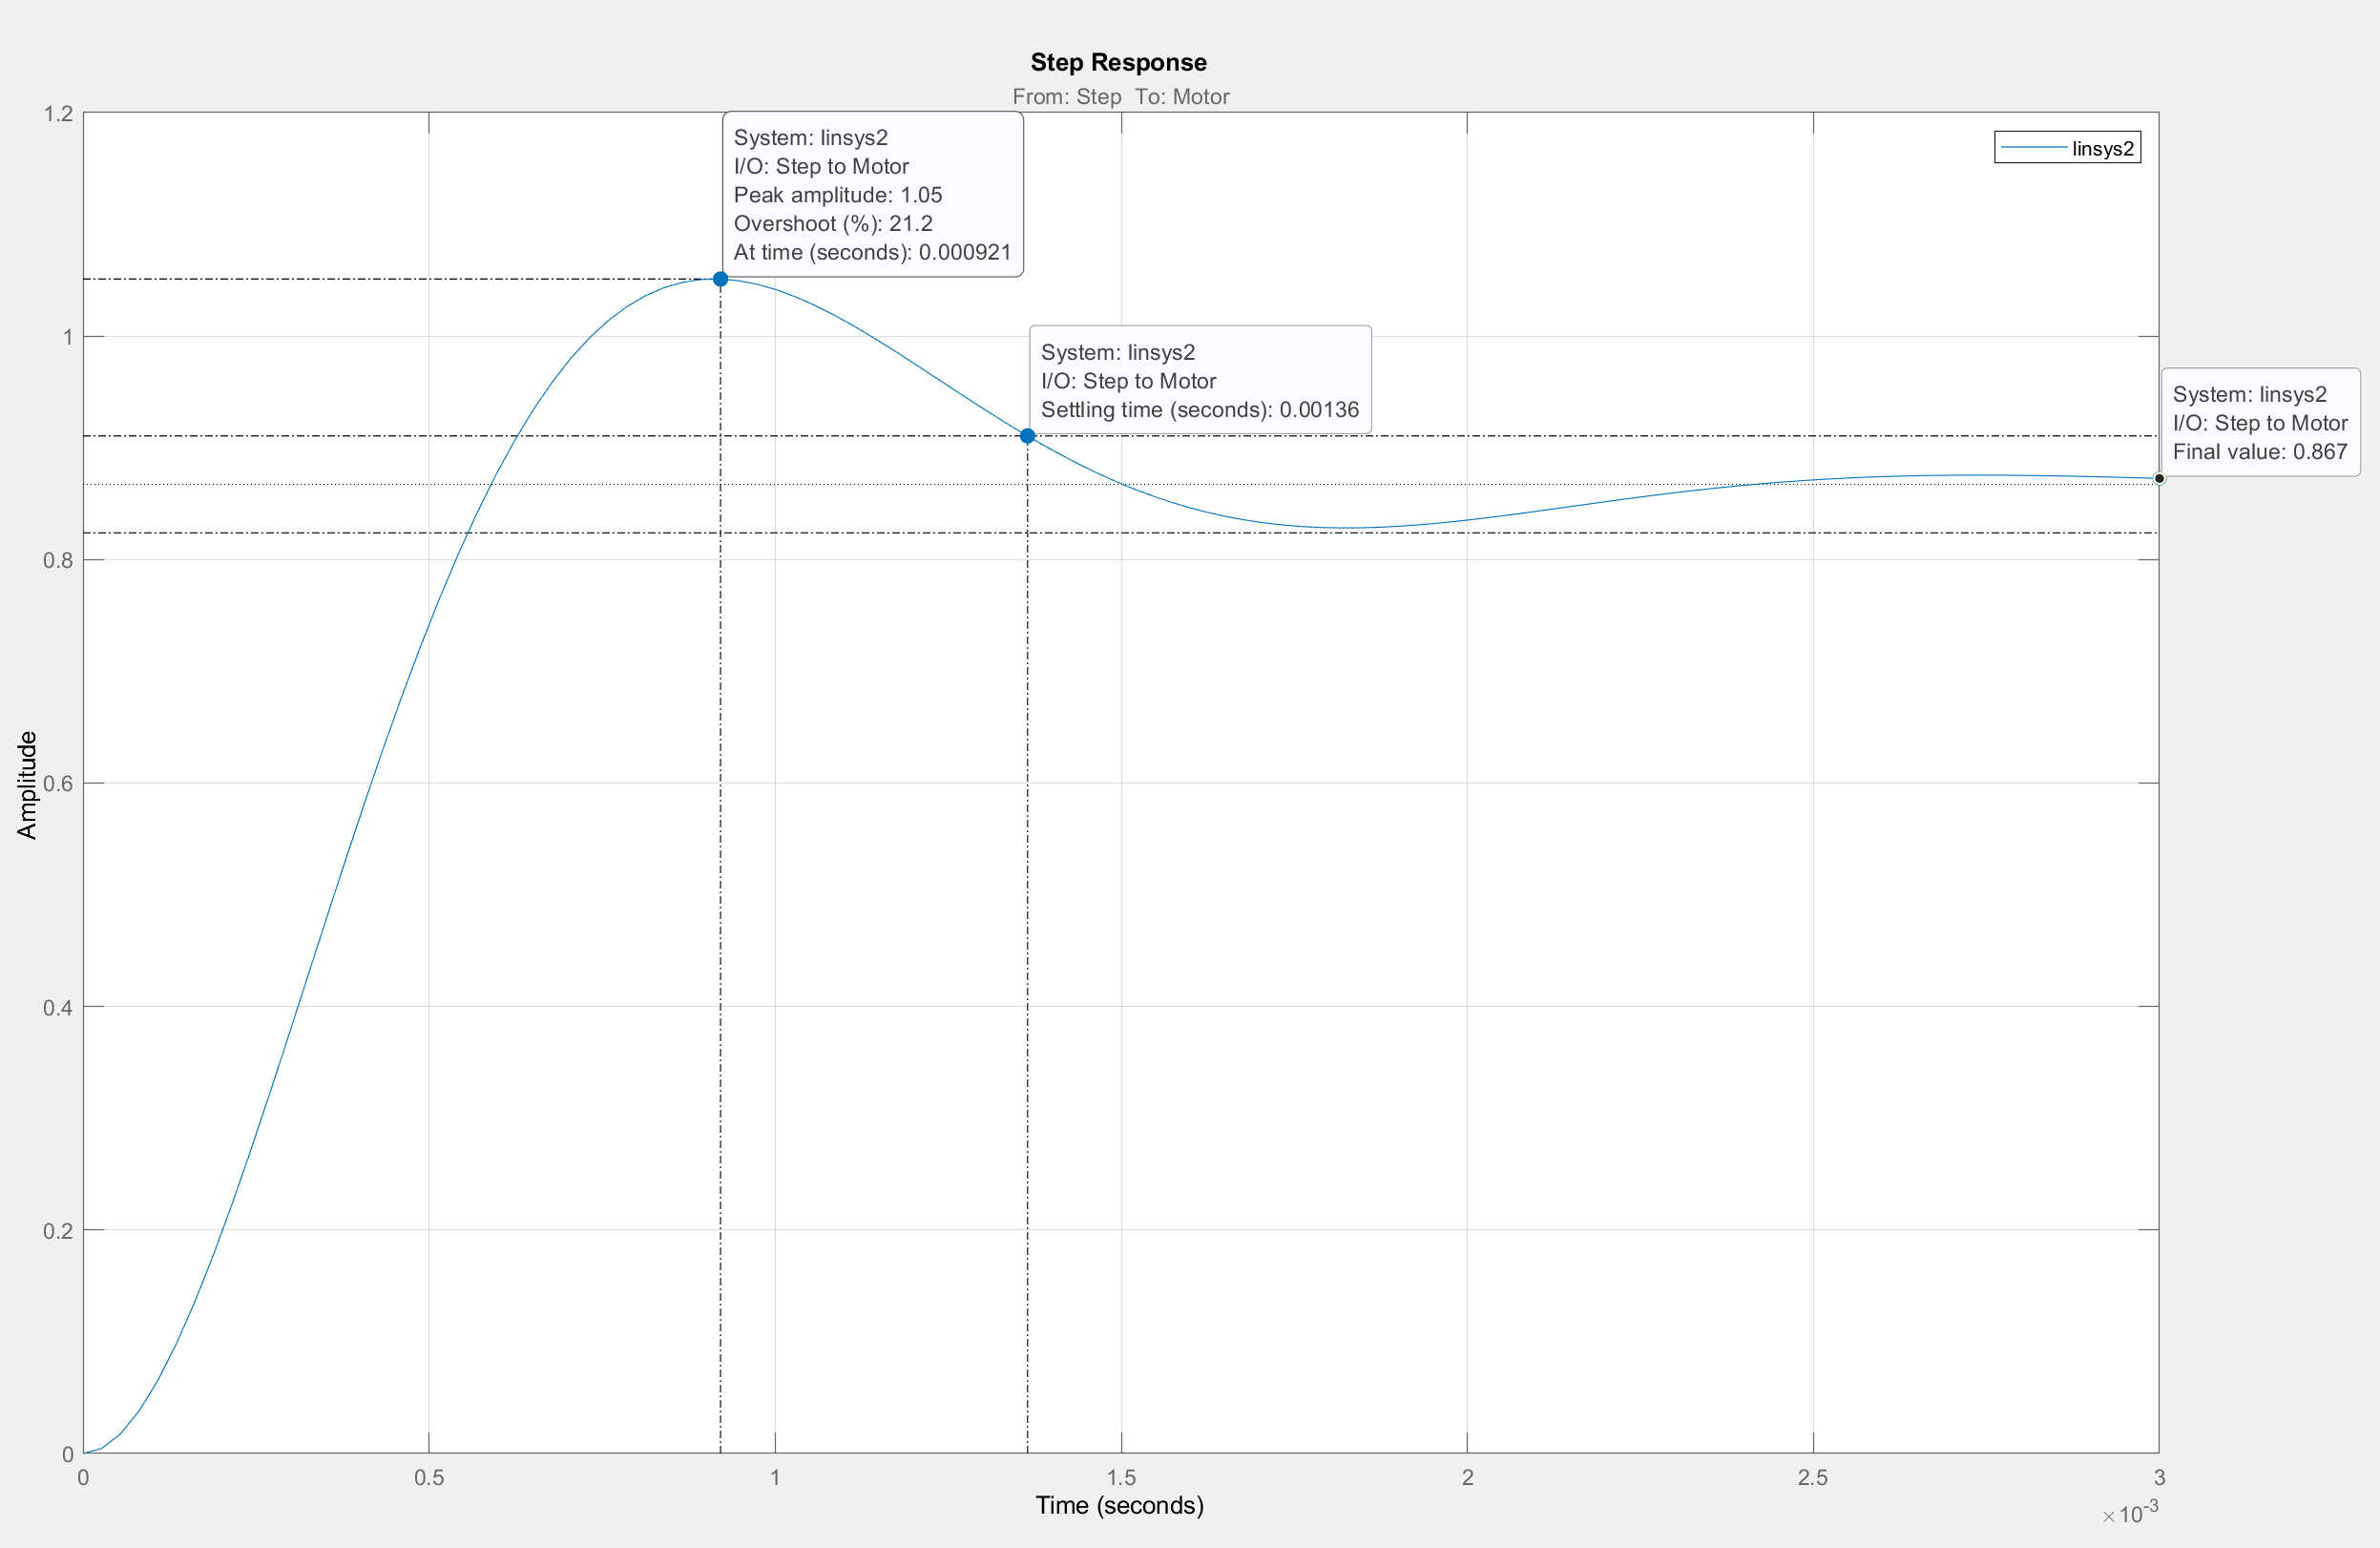 Step Response
From: Step To: Motor
linsys2
System: linsys2
I/O: Step to Motor
Peak amplitude: 1.05
Overshoot (%): 21.2
At time (seconds): 0.000921
System: linsys2
I/O: Step to Motor
Settling time (seconds): 0.00136
System: linsys2
I/O: Step to Motor
Final value: 0.867
Amplitude
1.2
1
0.8
0.6
0.4
0.2
0
0 0.5 1 1.5 2 2.5 3
Time (seconds)
×10⁻³